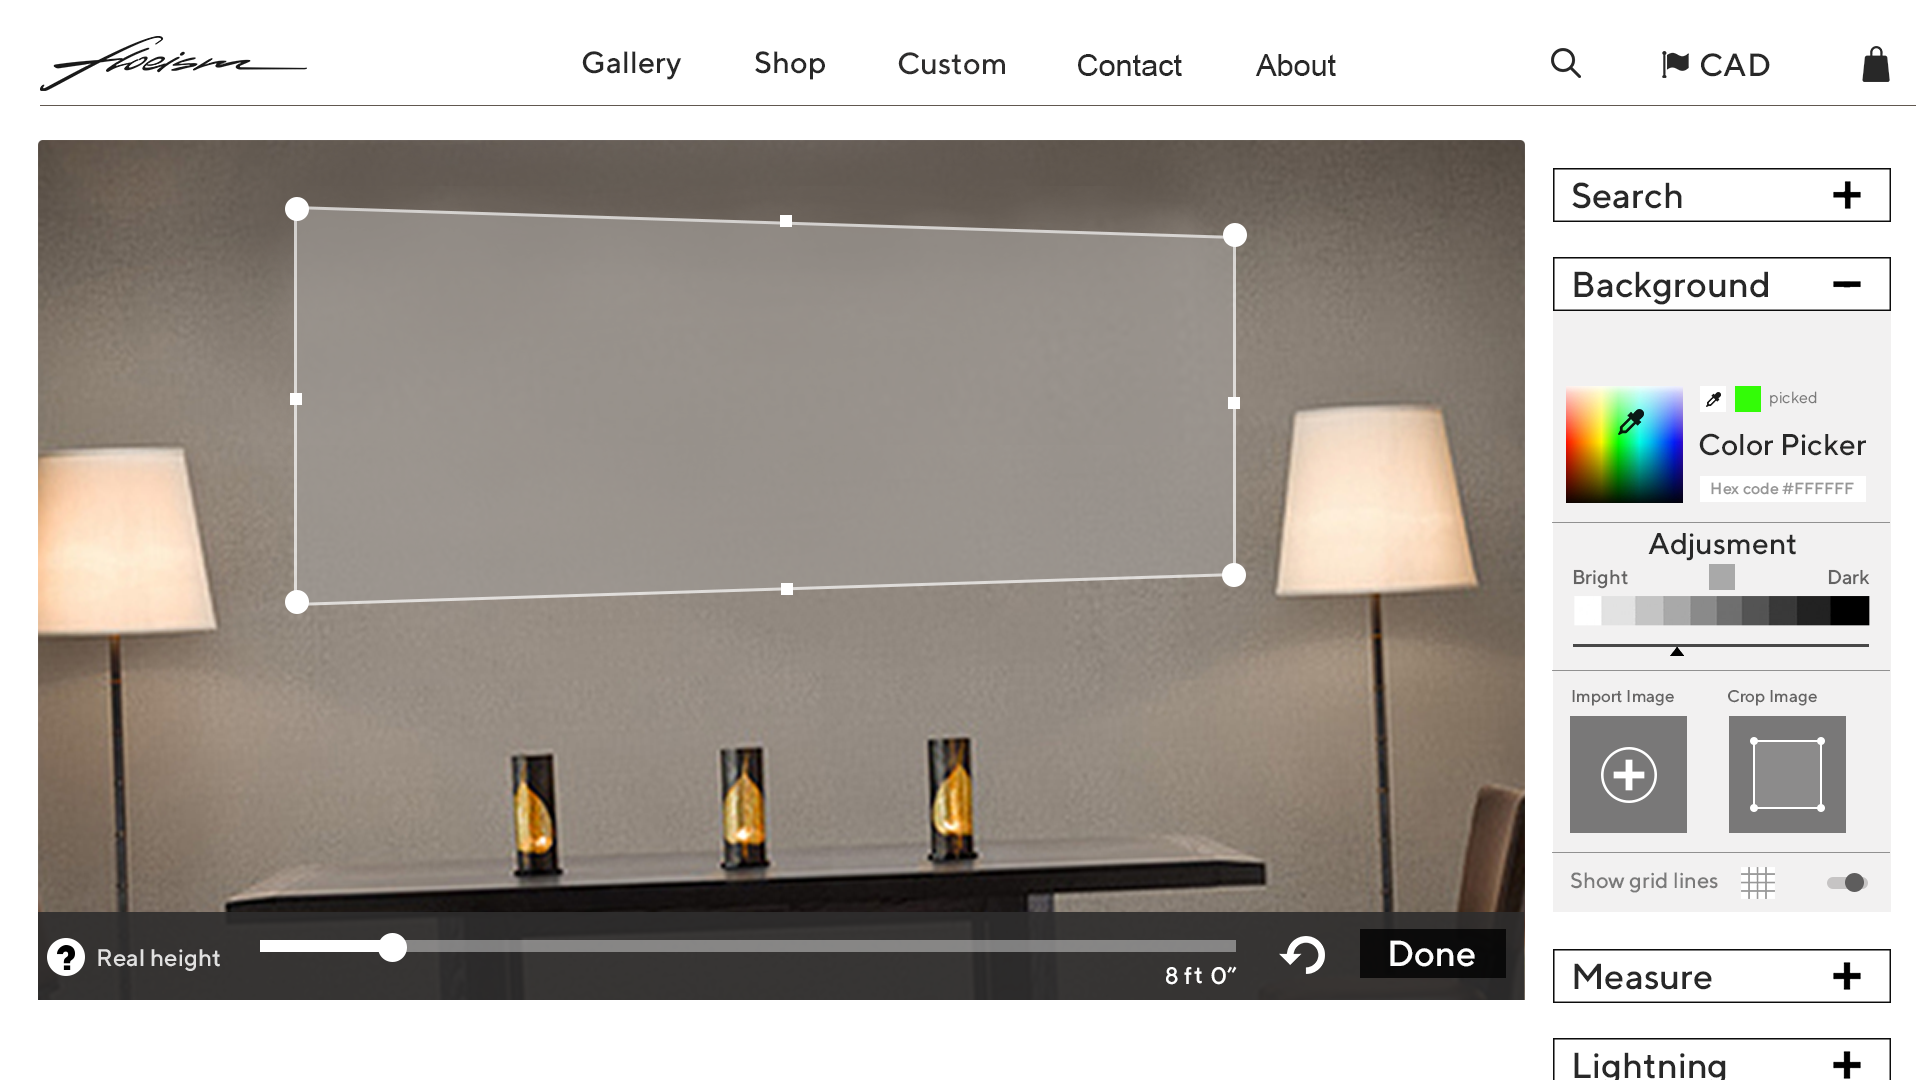 floeism
Gallery
Shop
Custom
Contact
About
CAD
Search
Background
picked
Color Picker
Hex code #FFFFFF
Adjusment
Bright
Dark
Import Image
Crop Image
Show grid lines
? Real height
8 ft 0”
Done
Measure
Lightning